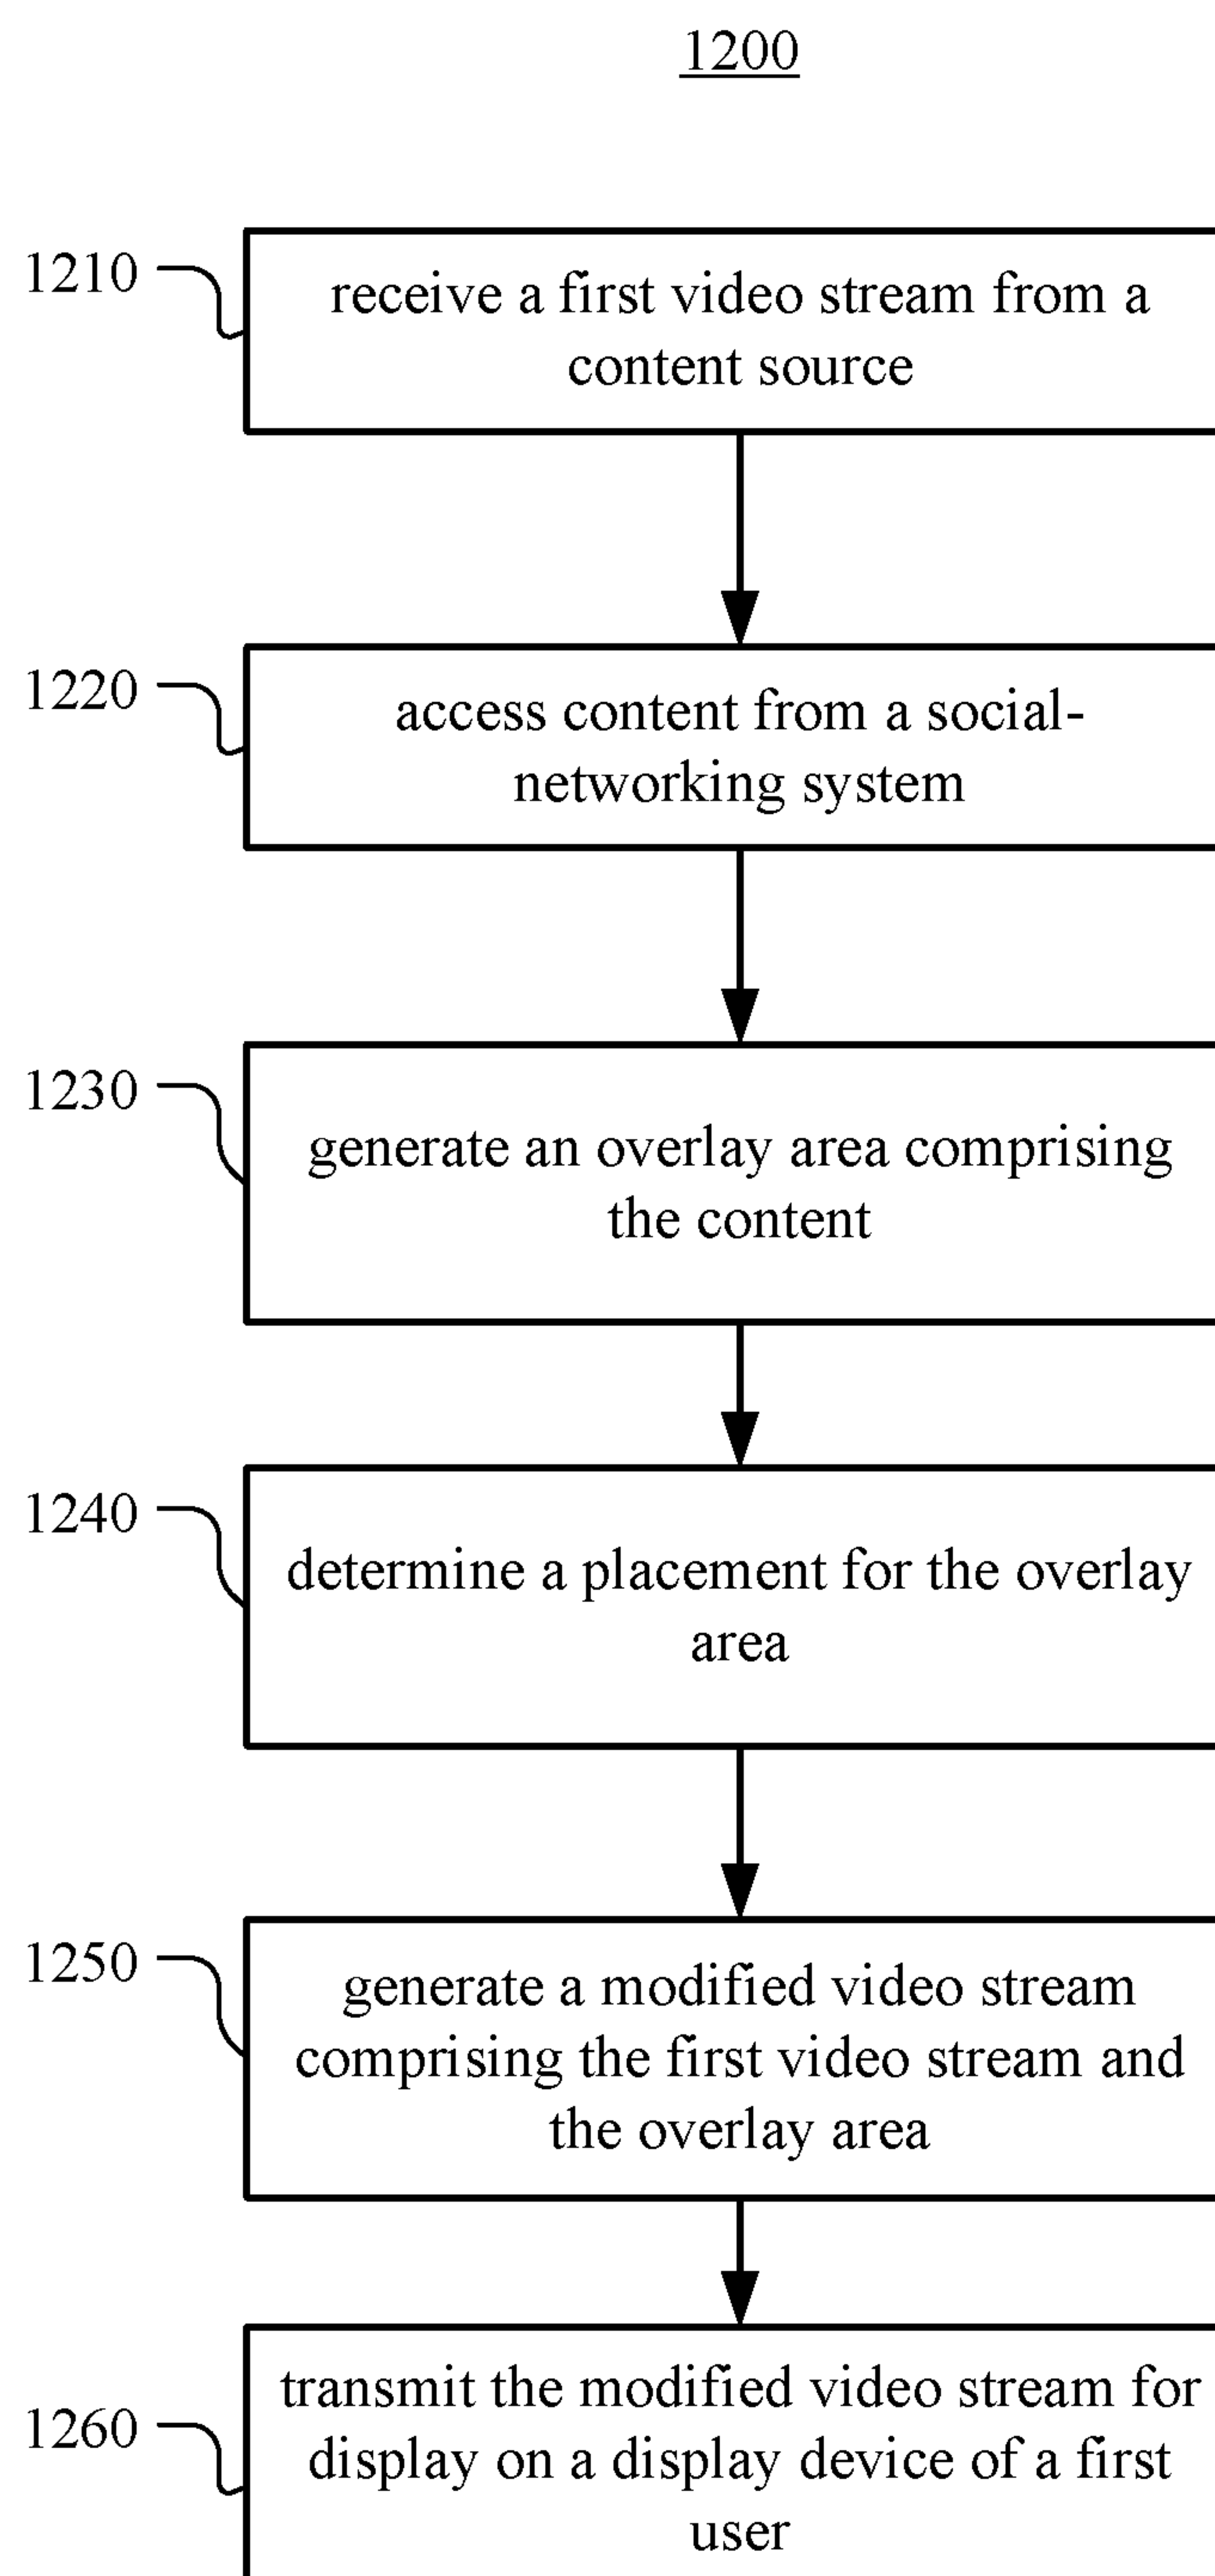 1200
1210
receive a first video stream from a
content source
1220
access content from a social-
networking system
1230
generate an overlay area comprising
the content
1240
determine a placement for the overlay
area
1250
generate a modified video stream
comprising the first video stream and
the overlay area
1260
transmit the modified video stream for
display on a display device of a first
user